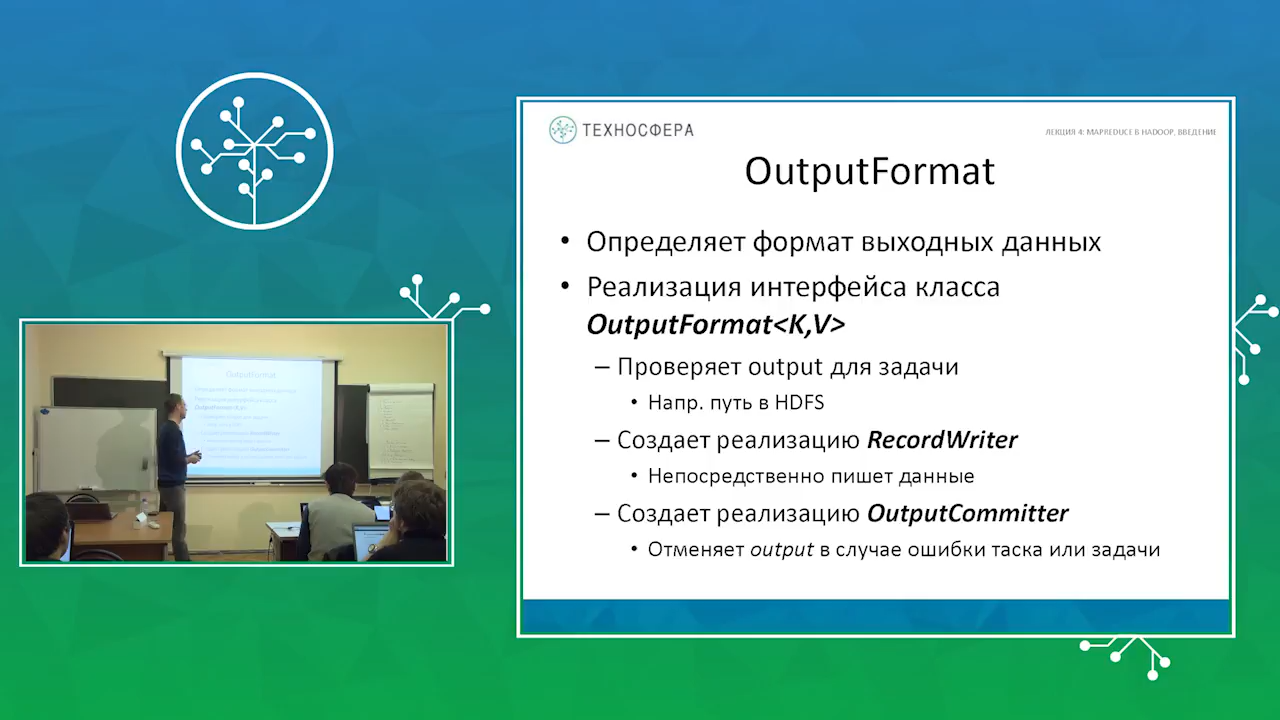 ТЕХНОСФЕРА
ЛЕКЦИЯ 4: MAPREDUCE В HADOOP, ВВЕДЕНИЕ
OutputFormat
• Определяет формат выходных данных
• Реализация интерфейса класса
OutputFormat<K,V>
– Проверяет output для задачи
• Напр. путь в HDFS
– Создает реализацию RecordWriter
• Непосредственно пишет данные
– Создает реализацию OutputCommitter
• Отменяет output в случае ошибки таска или задачи
OutputFormat